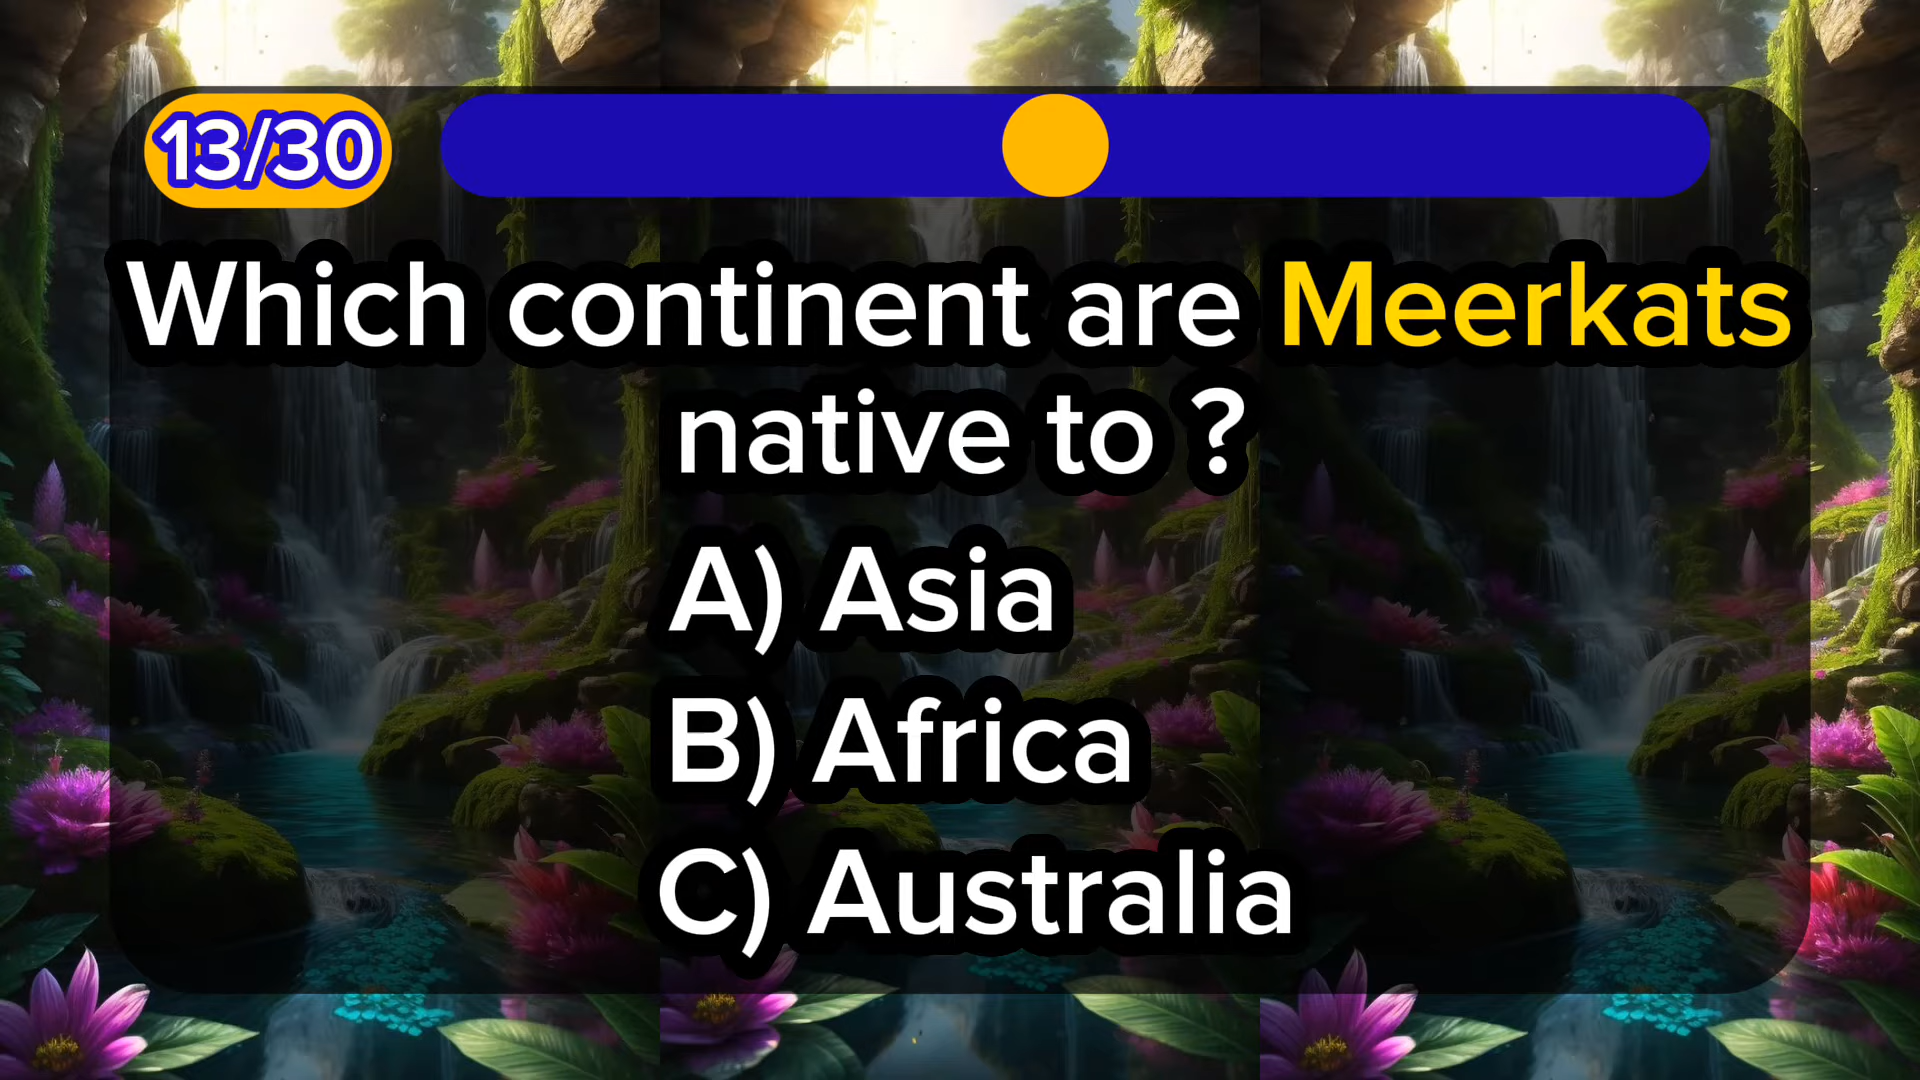 13/30
Which continent are Meerkats
native to ?
A) Asia
B) Africa
C) Australia